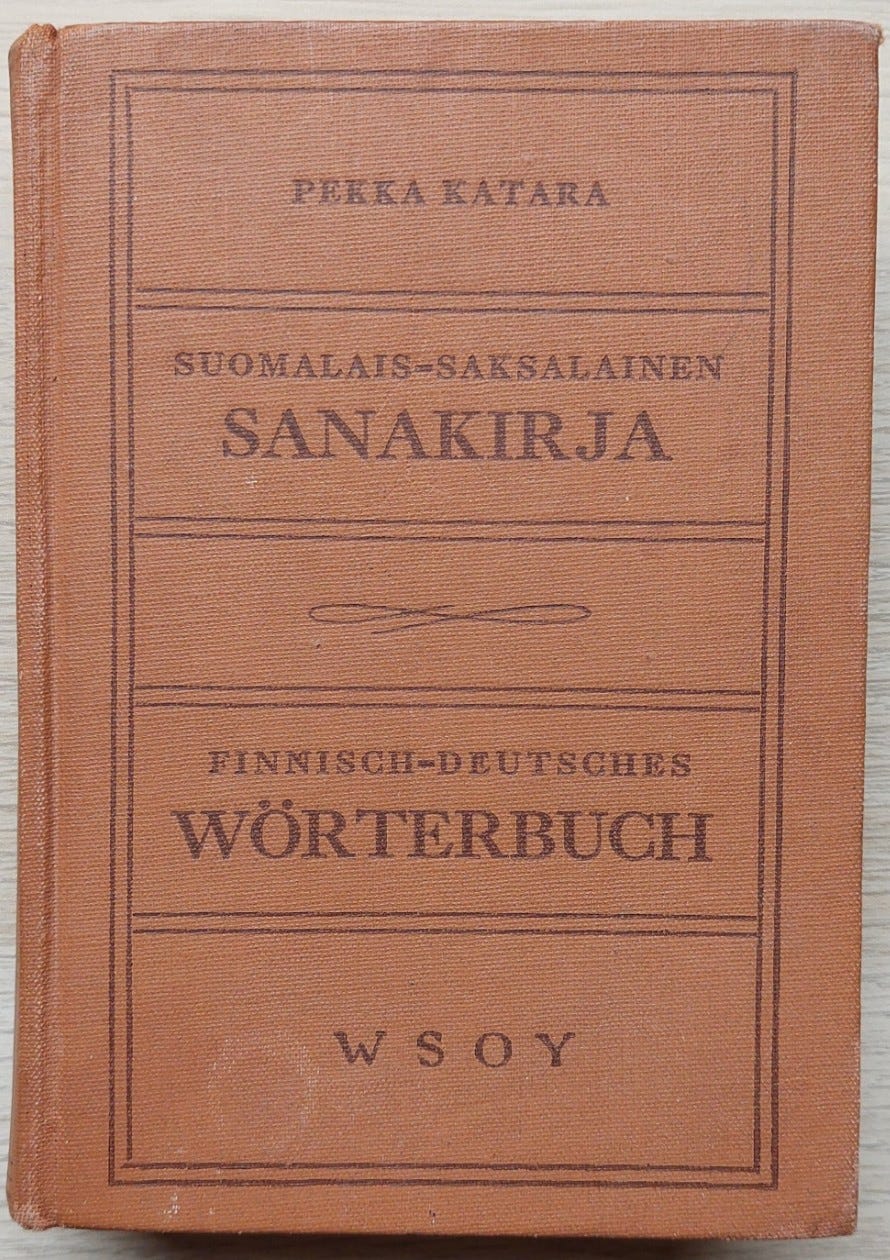 PEKKA KATARA
SUOMALAIS-SAKSALAINEN
SANAKIRJA
FINNISCH-DEUTSCHES
WÖRTERBUCH
WSOY